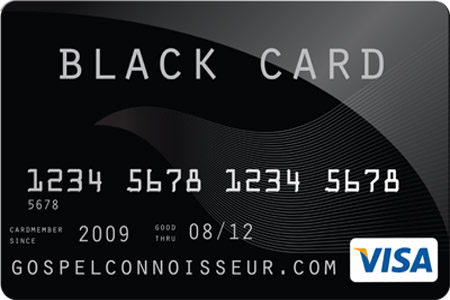 BLACK CARD
1234 5678 1234 5678
5678
CARDMEMBER SINCE 2009 GOOD THRU 08/12
GOSPELCONNOISSEUR.COM
VISA